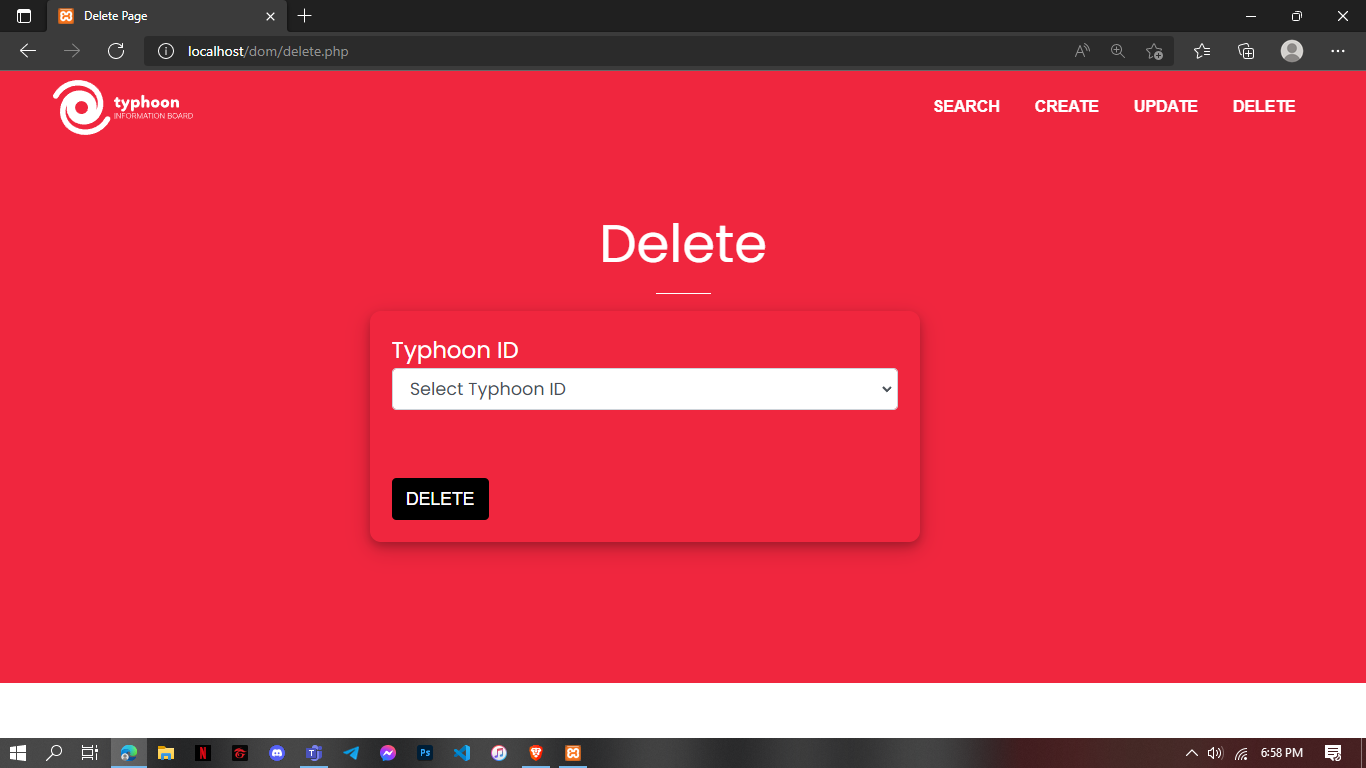 Delete Page
localhost/dom/delete.php
typhoon
INFORMATION BOARD
SEARCH CREATE UPDATE DELETE
Delete
Typhoon ID
Select Typhoon ID
DELETE
6:58 PM